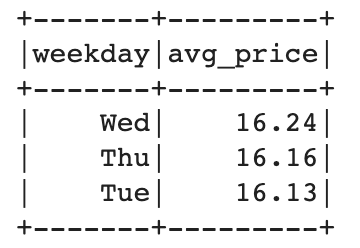 +-------+---------+
|weekday|avg_price|
+-------+---------+
|    Wed|    16.24|
|    Thu|    16.16|
|    Tue|    16.13|
+-------+---------+